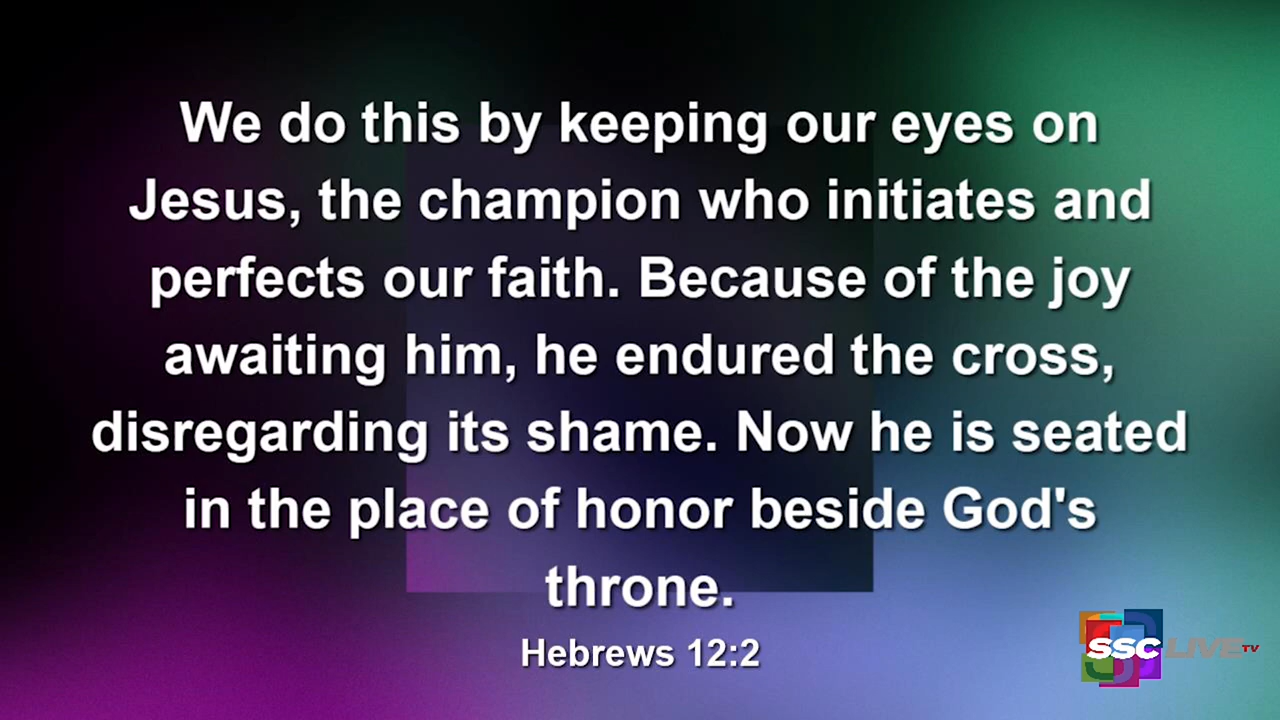 We do this by keeping our eyes on
Jesus, the champion who initiates and
perfects our faith. Because of the joy
awaiting him, he endured the cross,
disregarding its shame. Now he is seated
in the place of honor beside God's
throne.
Hebrews 12:2
SSC LIVE TV